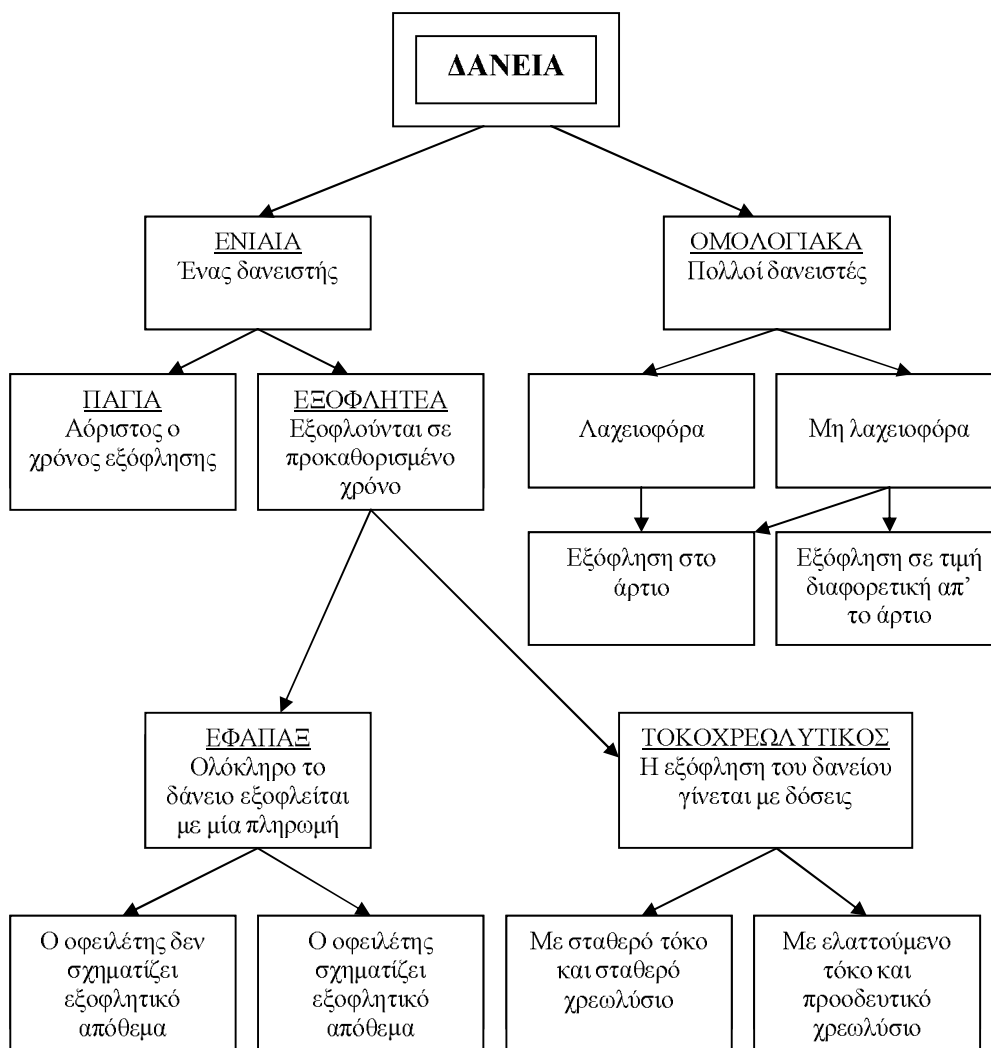 ΔΑΝΕΙΑ
ΕΝΙΑΙΑ
Ένας δανειστής
ΟΜΟΛΟΓΙΑΚΑ
Πολλοί δανειστές
ΠΑΓΙΑ
Αόριστος ο
χρόνος εξόφλησης
ΕΞΟΦΛΗΤΕΑ
Εξοφλούνται σε
προκαθορισμένο
χρόνο
Λαχειοφόρα
Μη λαχειοφόρα
Εξόφληση στο
άρτιο
Εξόφληση σε τιμή
διαφορετική απ’
το άρτιο
ΕΦΑΠΑΞ
Ολόκληρο το
δάνειο εξοφλείται
με μία πληρωμή
ΤΟΚΟΧΡΕΩΛΥΤΙΚΟΣ
Η εξόφληση του δανείου
γίνεται με δόσεις
Ο οφειλέτης δεν
σχηματίζει
εξοφλητικό
απόθεμα
Ο οφειλέτης
σχηματίζει
εξοφλητικό
απόθεμα
Με σταθερό τόκο
και σταθερό
χρεωλύσιο
Με ελαττούμενο
τόκο και
προοδευτικό
χρεωλύσιο